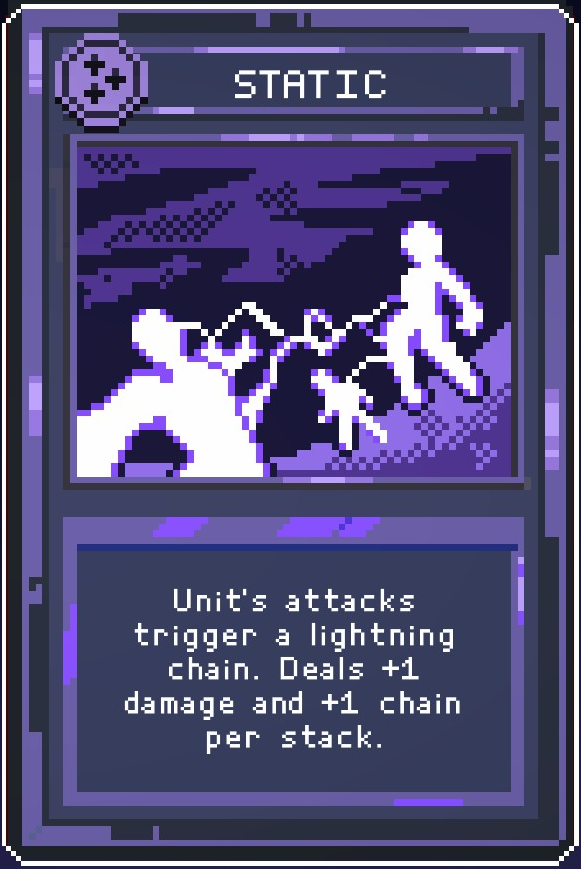 STATIC
Unit's attacks
trigger a lightning
chain. Deals +1
damage and +1 chain
per stack.